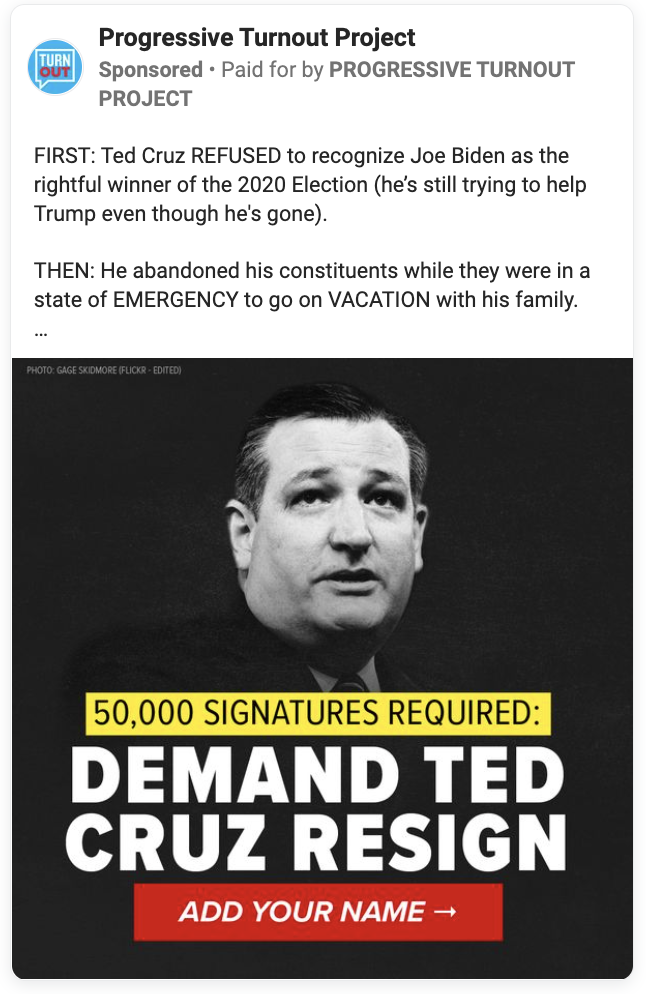 Progressive Turnout Project
TURN
OUT
Sponsored • Paid for by PROGRESSIVE TURNOUT
PROJECT
FIRST: Ted Cruz REFUSED to recognize Joe Biden as the
rightful winner of the 2020 Election (he’s still trying to help
Trump even though he's gone).
THEN: He abandoned his constituents while they were in a
state of EMERGENCY to go on VACATION with his family.
...
PHOTO: GAGE SKIDMORE (FLICKR - EDITED)
50,000 SIGNATURES REQUIRED:
DEMAND TED
CRUZ RESIGN
ADD YOUR NAME →